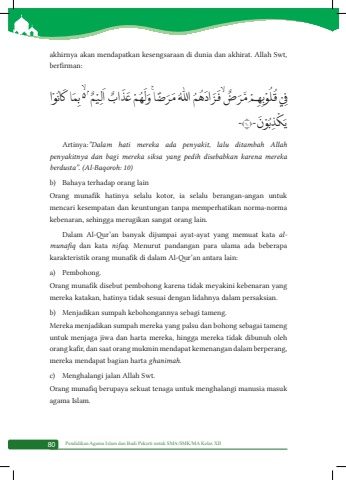 akhirnya akan mendapatkan kesengsaraan di dunia dan akhirat. Allah Swt,
berfirman:
فِيْ قُلُوْبِهِمْ مَّرَضٌۙ فَزَادَهُمُ اللّٰهُ مَرَضًاۚ وَلَهُمْ عَذَابٌ اَلِيْمٌ ۢ ەۙ بِمَا كَانُوْا
يَكْذِبُوْنَ -١٠-
Artinya:"Dalam hati mereka ada penyakit, lalu ditambah Allah
penyakitnya dan bagi mereka siksa yang pedih disebabkan karena mereka
berdusta". (Al-Baqoroh: 10)
b) Bahaya terhadap orang lain
Orang munafik hatinya selalu kotor, ia selalu berangan-angan untuk
mencari kesempatan dan keuntungan tanpa memperhatikan norma-norma
kebenaran, sehingga merugikan sangat orang lain.
Dalam Al-Qur'an banyak dijumpai ayat-ayat yang memuat kata al-
munafiq dan kata nifaq. Menurut pandangan para ulama ada beberapa
karakteristik orang munafik di dalam Al-Qur'an antara lain:
a) Pembohong.
Orang munafik disebut pembohong karena tidak meyakini kebenaran yang
mereka katakan, hatinya tidak sesuai dengan lidahnya dalam persaksian.
b) Menjadikan sumpah kebohongannya sebagi tameng.
Mereka menjadikan sumpah mereka yang palsu dan bohong sebagai tameng
untuk menjaga jiwa dan harta mereka, hingga mereka tidak dibunuh oleh
orang kafir, dan saat orang mukmin mendapat kemenangan dalam berperang,
mereka mendapat bagian harta ghanimah.
c) Menghalangi jalan Allah Swt.
Orang munafiq berupaya sekuat tenaga untuk menghalangi manusia masuk
agama Islam.
80 Pendidikan Agama Islam dan Budi Pekerti untuk SMA/SMK/MA Kelas XII